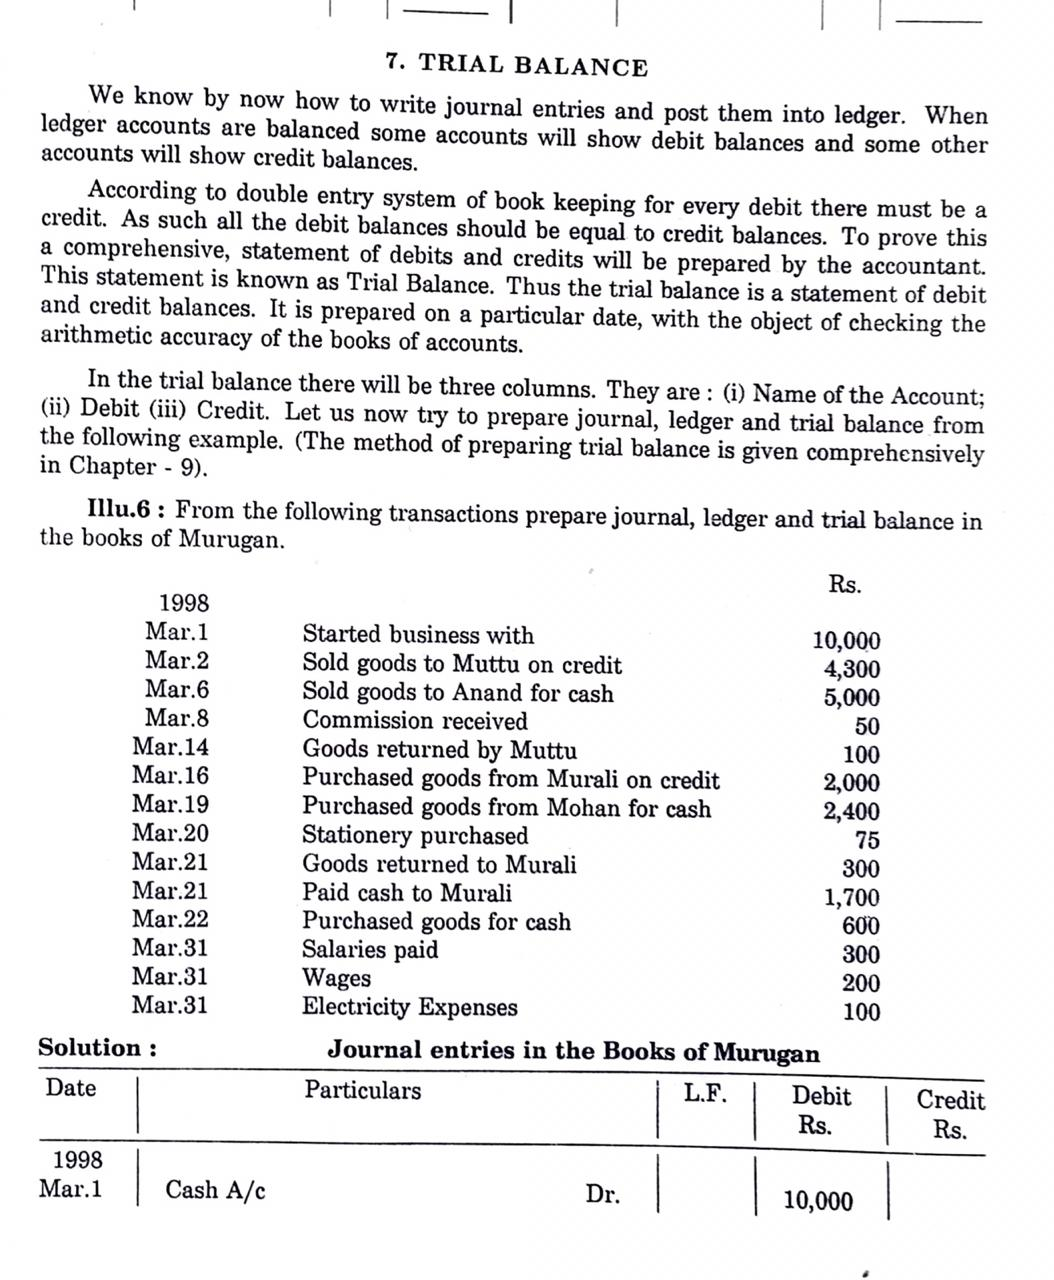 7. TRIAL BALANCE
We know by now how to write journal entries and post them into ledger. When
ledger accounts are balanced some accounts will show debit balances and some other
accounts will show credit balances.
According to double entry system of book keeping for every debit there must be a
credit. As such all the debit balances should be equal to credit balances. To prove this
a comprehensive, statement of debits and credits will be prepared by the accountant.
This statement is known as Trial Balance. Thus the trial balance is a statement of debit
and credit balances. It is prepared on a particular date, with the object of checking the
arithmetic accuracy of the books of accounts.
In the trial balance there will be three columns. They are : (i) Name of the Account;
(ii) Debit (iii) Credit. Let us now try to prepare journal, ledger and trial balance from
the following example. (The method of preparing trial balance is given comprehensively
in Chapter - 9).
Illu.6 : From the following transactions prepare journal, ledger and trial balance in
the books of Murugan.
Rs.
1998
Mar.1 Started business with 10,000
Mar.2 Sold goods to Muttu on credit 4,300
Mar.6 Sold goods to Anand for cash 5,000
Mar.8 Commission received 50
Mar.14 Goods returned by Muttu 100
Mar.16 Purchased goods from Murali on credit 2,000
Mar.19 Purchased goods from Mohan for cash 2,400
Mar.20 Stationery purchased 75
Mar.21 Goods returned to Murali 300
Mar.21 Paid cash to Murali 1,700
Mar.22 Purchased goods for cash 600
Mar.31 Salaries paid 300
Mar.31 Wages 200
Mar.31 Electricity Expenses 100
Solution : Journal entries in the Books of Murugan
Date Particulars L.F. Debit Credit
Rs. Rs.
1998
Mar.1 Cash A/c Dr. 10,000